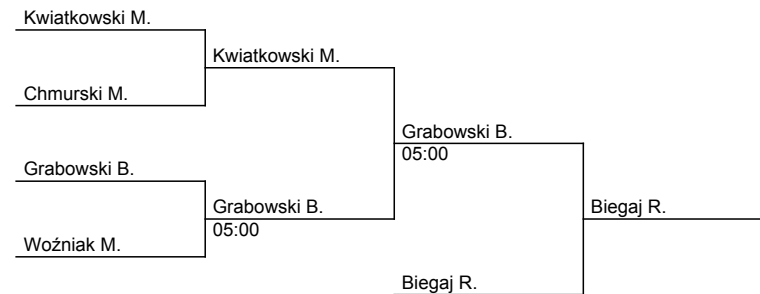 Kwiatkowski M.
Kwiatkowski M.
Chmurski M.
Grabowski B.
05:00
Grabowski B.
Grabowski B.
05:00
Biegaj R.
Woźniak M.
Biegaj R.